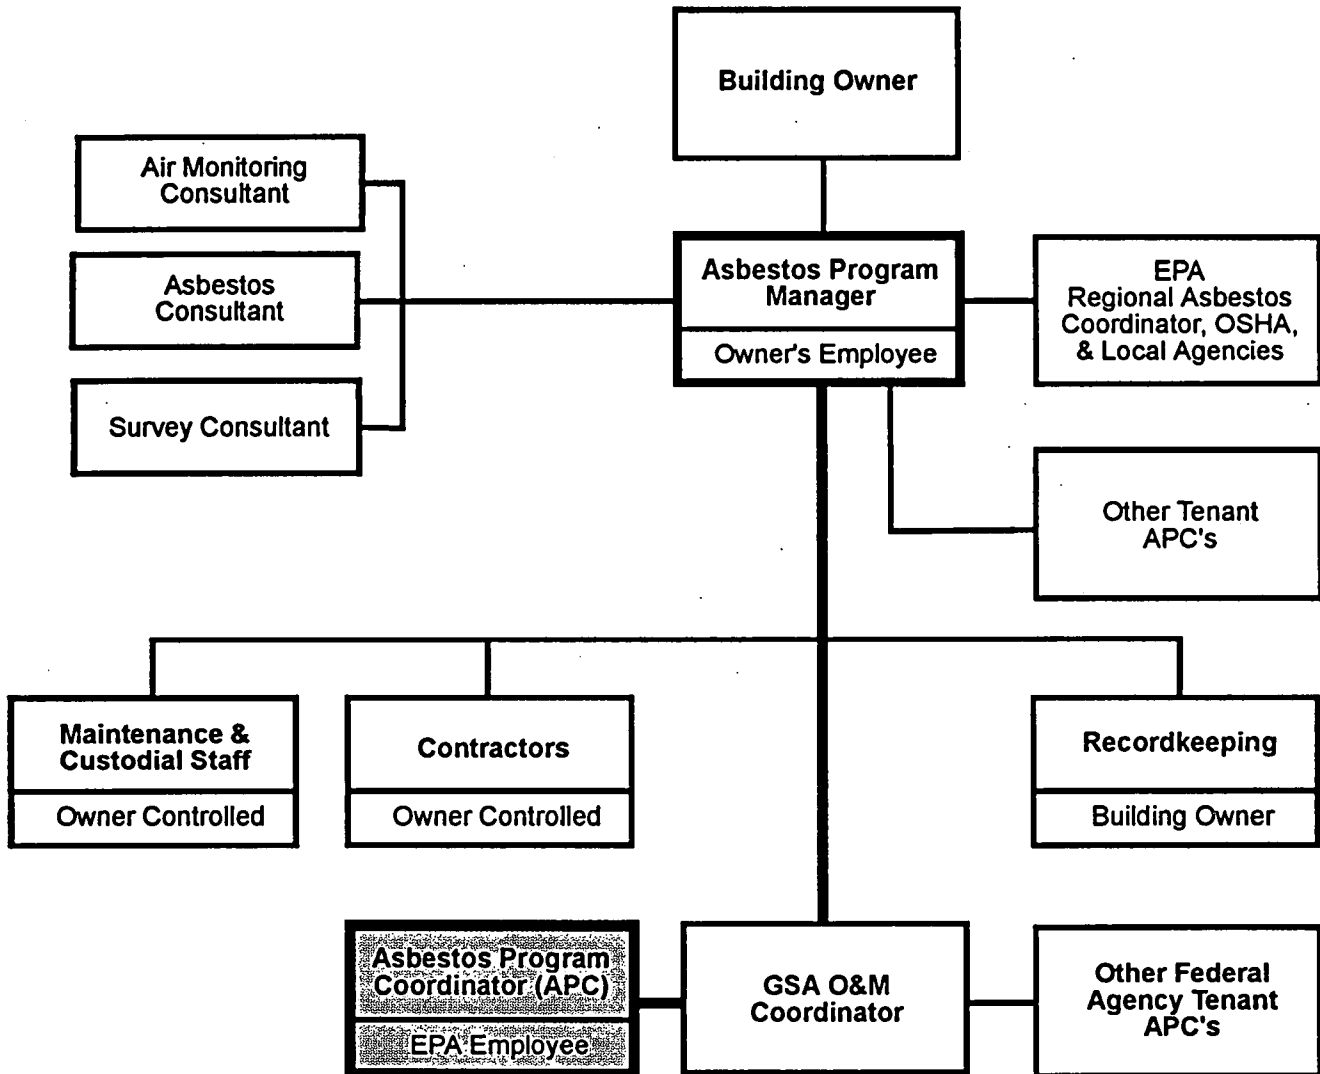 Building Owner
Air Monitoring
Consultant
Asbestos
Consultant
Survey Consultant
Asbestos Program
Manager
Owner's Employee
EPA
Regional Asbestos
Coordinator, OSHA,
& Local Agencies
Other Tenant
APC's
Maintenance &
Custodial Staff
Owner Controlled
Contractors
Owner Controlled
Recordkeeping
Building Owner
Asbestos Program
Coordinator (APC)
EPA Employee
GSA O&M
Coordinator
Other Federal
Agency Tenant
APC's